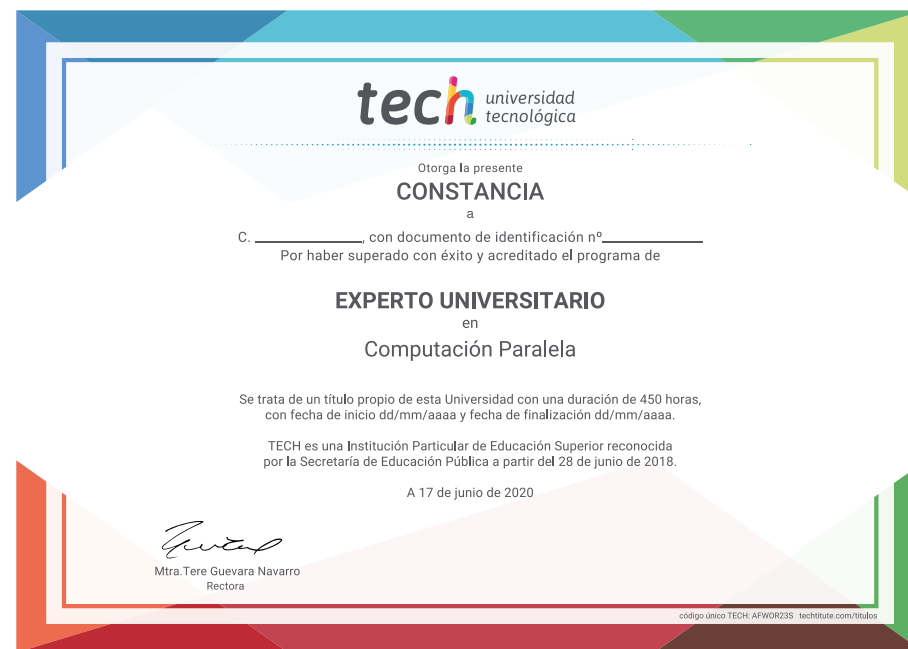 tech universidad
tecnológica
Otorga la presente
CONSTANCIA
a
C. ____________, con documento de identificación nº____________
Por haber superado con éxito y acreditado el programa de
EXPERTO UNIVERSITARIO
en
Computación Paralela
Se trata de un título propio de esta Universidad con una duración de 450 horas,
con fecha de inicio dd/mm/aaaa y fecha de finalización dd/mm/aaaa.
TECH es una Institución Particular de Educación Superior reconocida
por la Secretaría de Educación Pública a partir del 28 de junio de 2018.
A 17 de junio de 2020
Mtra.Tere Guevara Navarro
Rectora
código único TECH: AFWOR23S techtitute.com/titulos